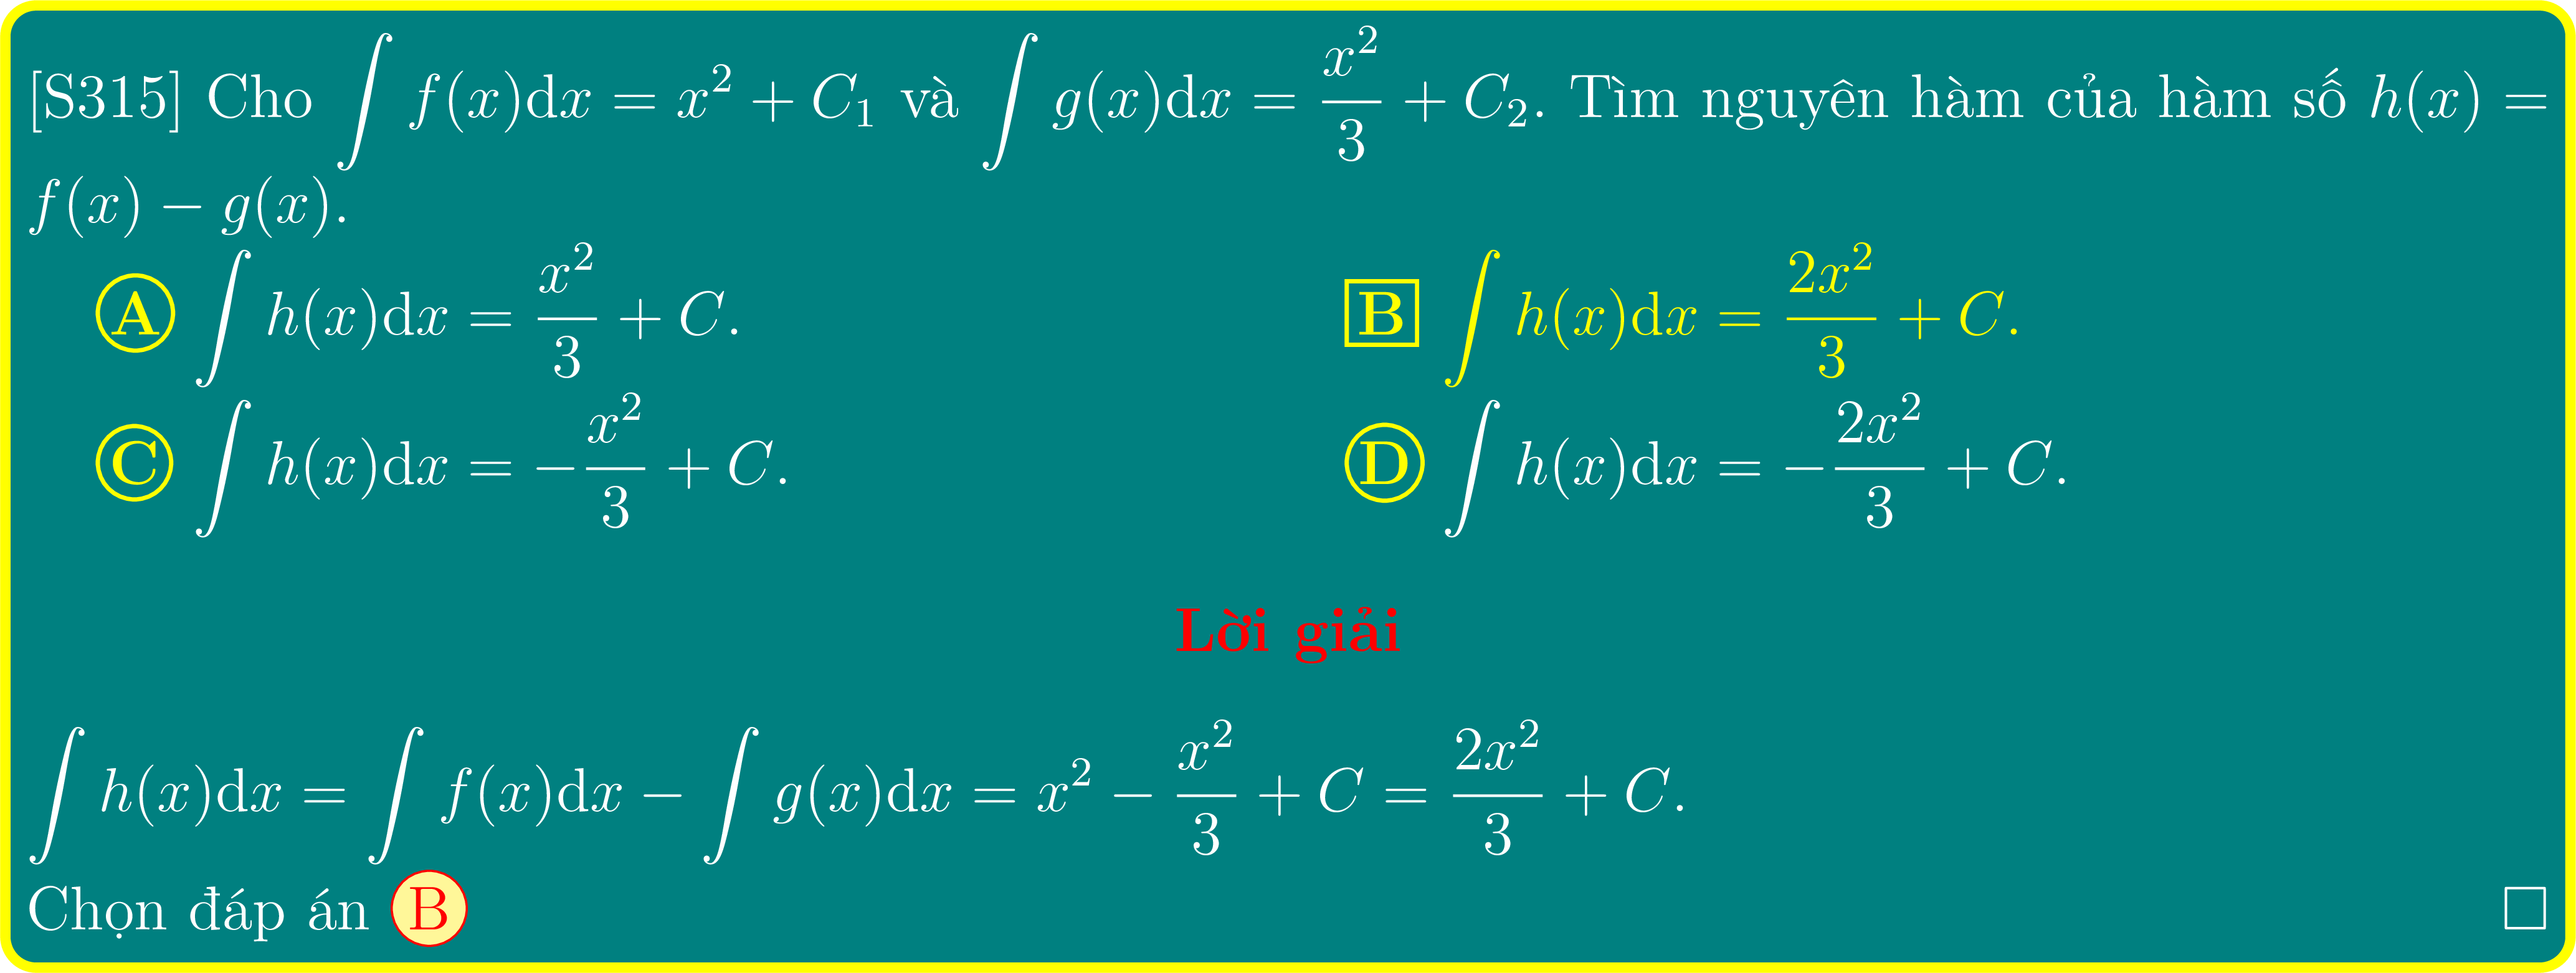 [S315] Cho $\int f(x)\mathrm{d}x = x^2 + C_1$ và $\int g(x)\mathrm{d}x = \frac{x^2}{3} + C_2$. Tìm nguyên hàm của hàm số $h(x) =$
$f(x) - g(x)$.
A $\int h(x)\mathrm{d}x = \frac{x^2}{3} + C$. B $\int h(x)\mathrm{d}x = \frac{2x^2}{3} + C$.
C $\int h(x)\mathrm{d}x = -\frac{x^2}{3} + C$. D $\int h(x)\mathrm{d}x = -\frac{2x^2}{3} + C$.
Lời giải
$\int h(x)\mathrm{d}x = \int f(x)\mathrm{d}x - \int g(x)\mathrm{d}x = x^2 - \frac{x^2}{3} + C = \frac{2x^2}{3} + C$.
Chọn đáp án B □